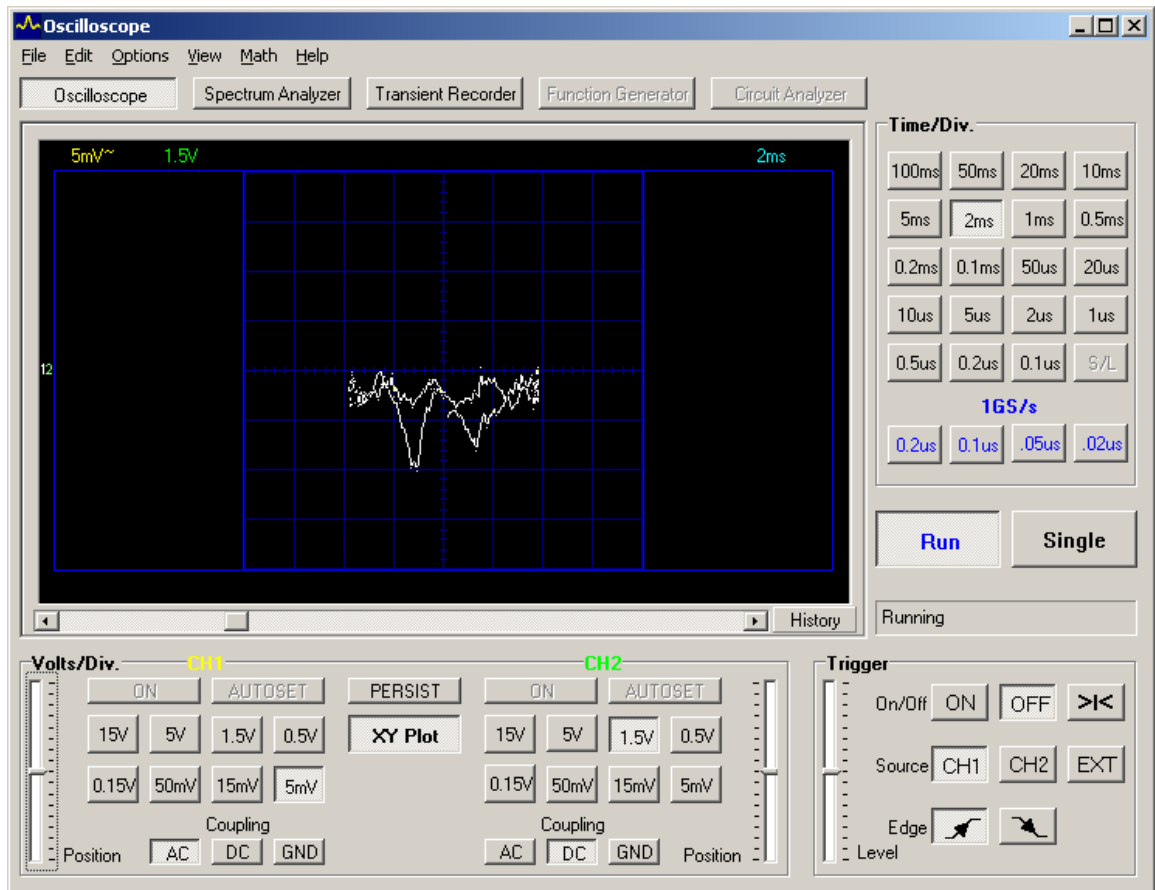 Oscilloscope
File Edit Options View Math Help
Oscilloscope Spectrum Analyzer Transient Recorder Function Generator Circuit Analyzer
5mV~ 1.5V 2ms
12
History
Time/Div.
100ms 50ms 20ms 10ms
5ms 2ms 1ms 0.5ms
0.2ms 0.1ms 50us 20us
10us 5us 2us 1us
0.5us 0.2us 0.1us S/L
1GS/s
0.2us 0.1us .05us .02us
Run Single
Running
Volts/Div. CH1 CH2
ON AUTOSET PERSIST ON AUTOSET
15V 5V 1.5V 0.5V XY Plot 15V 5V 1.5V 0.5V
0.15V 50mV 15mV 5mV 0.15V 50mV 15mV 5mV
Coupling Coupling
Position AC DC GND AC DC GND Position
Trigger
On/Off ON OFF >I<
Source CH1 CH2 EXT
Edge
Level